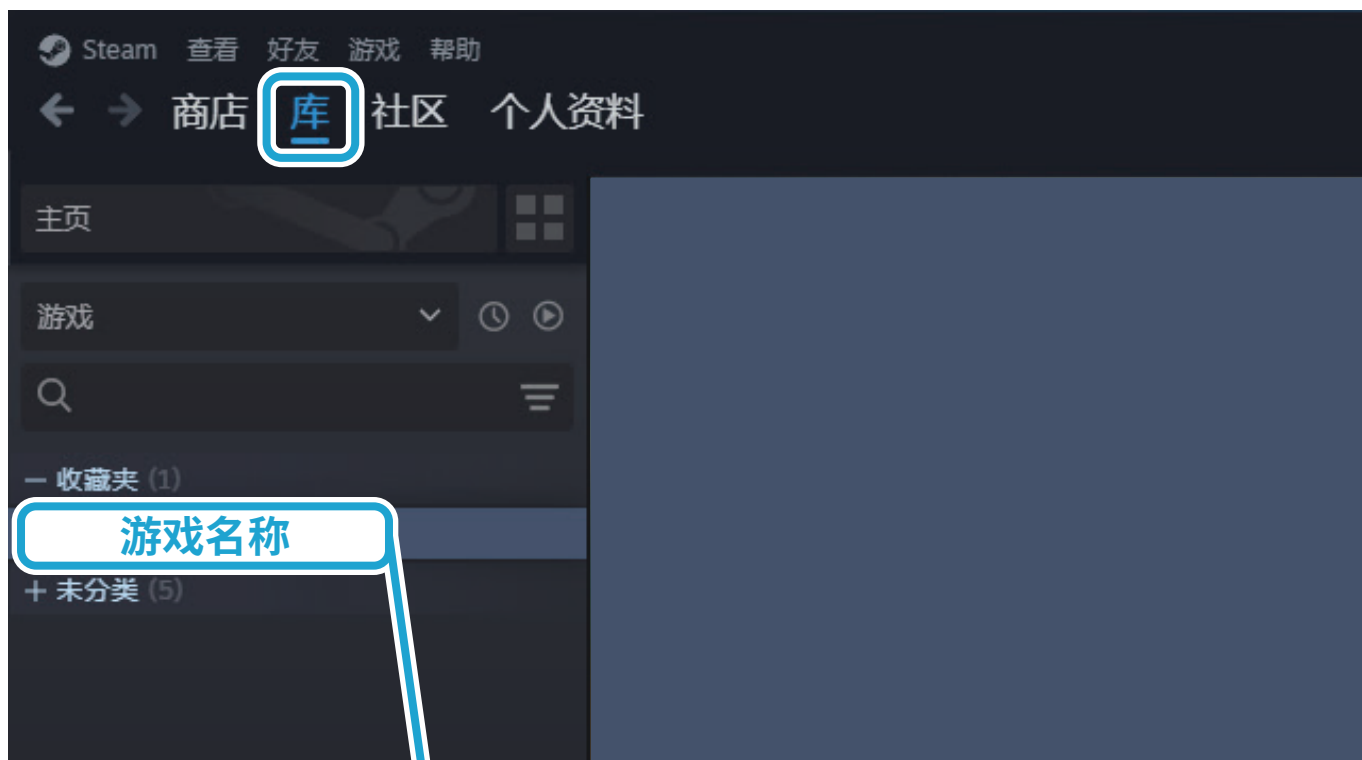 Steam 查看 好友 游戏 帮助
商店 库 社区 个人资料
主页
游戏
收藏夹 (1)
游戏名称
未分类 (5)